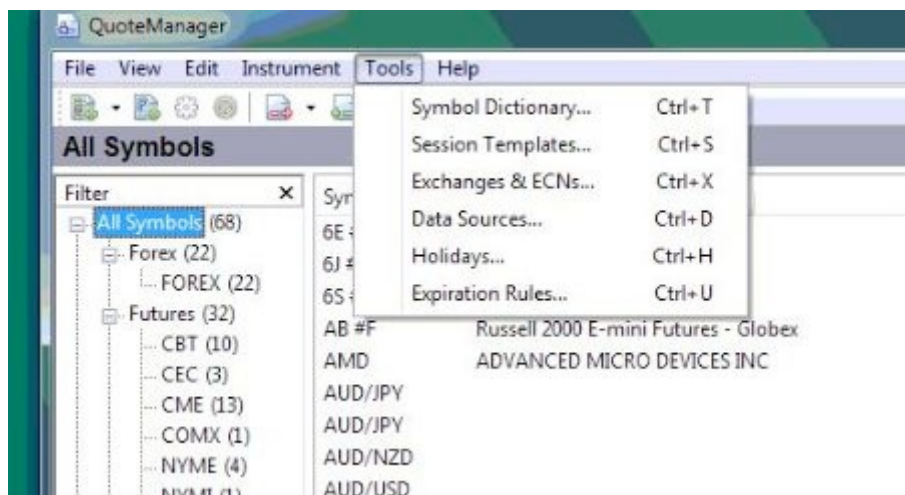 QuoteManager
File View Edit Instrument Tools Help
Symbol Dictionary... Ctrl+T
Session Templates... Ctrl+S
Exchanges & ECNs... Ctrl+X
Data Sources... Ctrl+D
Holidays... Ctrl+H
Expiration Rules... Ctrl+U
All Symbols
Filter
All Symbols (68)
Forex (22)
FOREX (22)
Futures (32)
CBT (10)
CEC (3)
CME (13)
COMX (1)
NYME (4)
6E
6J
6S
AB #F Russell 2000 E-mini Futures - Globex
AMD ADVANCED MICRO DEVICES INC
AUD/JPY
AUD/JPY
AUD/NZD
AUD/USD